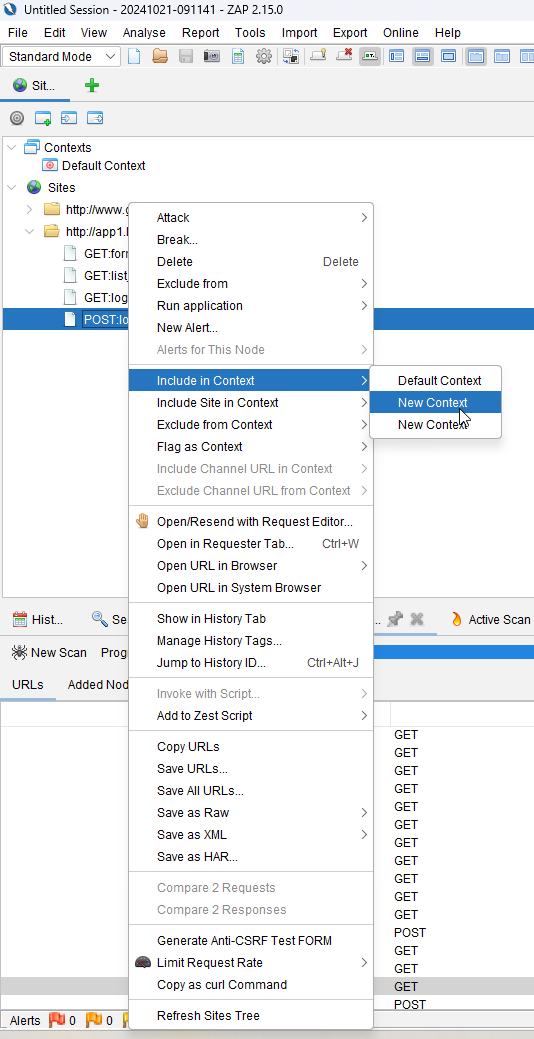 Untitled Session - 20241021-091141 - ZAP 2.15.0
File Edit View Analyse Report Tools Import Export Online Help
Standard Mode
Sit...
Contexts
Default Context
Sites
http://www.g
http://app1.
GET:for
GET:list_
GET:log
POST:lo
Attack
Break...
Delete Delete
Exclude from
Run application
New Alert...
Alerts for This Node
Include in Context
Default Context
Include Site in Context
New Context
Exclude from Context
New Context
Flag as Context
Include Channel URL in Context
Exclude Channel URL from Context
Open/Resend with Request Editor...
Open in Requester Tab... Ctrl+W
Open URL in Browser
Open URL in System Browser
Hist... Se
Show in History Tab
Active Scan
Manage History Tags...
New Scan Prog
Jump to History ID... Ctrl+Alt+J
URLs Added Nod
Invoke with Script...
Add to Zest Script
Copy URLs
Save URLs...
Save All URLs...
Save as Raw
Save as XML
Save as HAR...
Compare 2 Requests
Compare 2 Responses
Generate Anti-CSRF Test FORM
Limit Request Rate
Copy as curl Command
Refresh Sites Tree
GET
GET
GET
GET
GET
GET
GET
GET
GET
GET
GET
POST
GET
GET
GET
POST
Alerts 0 0